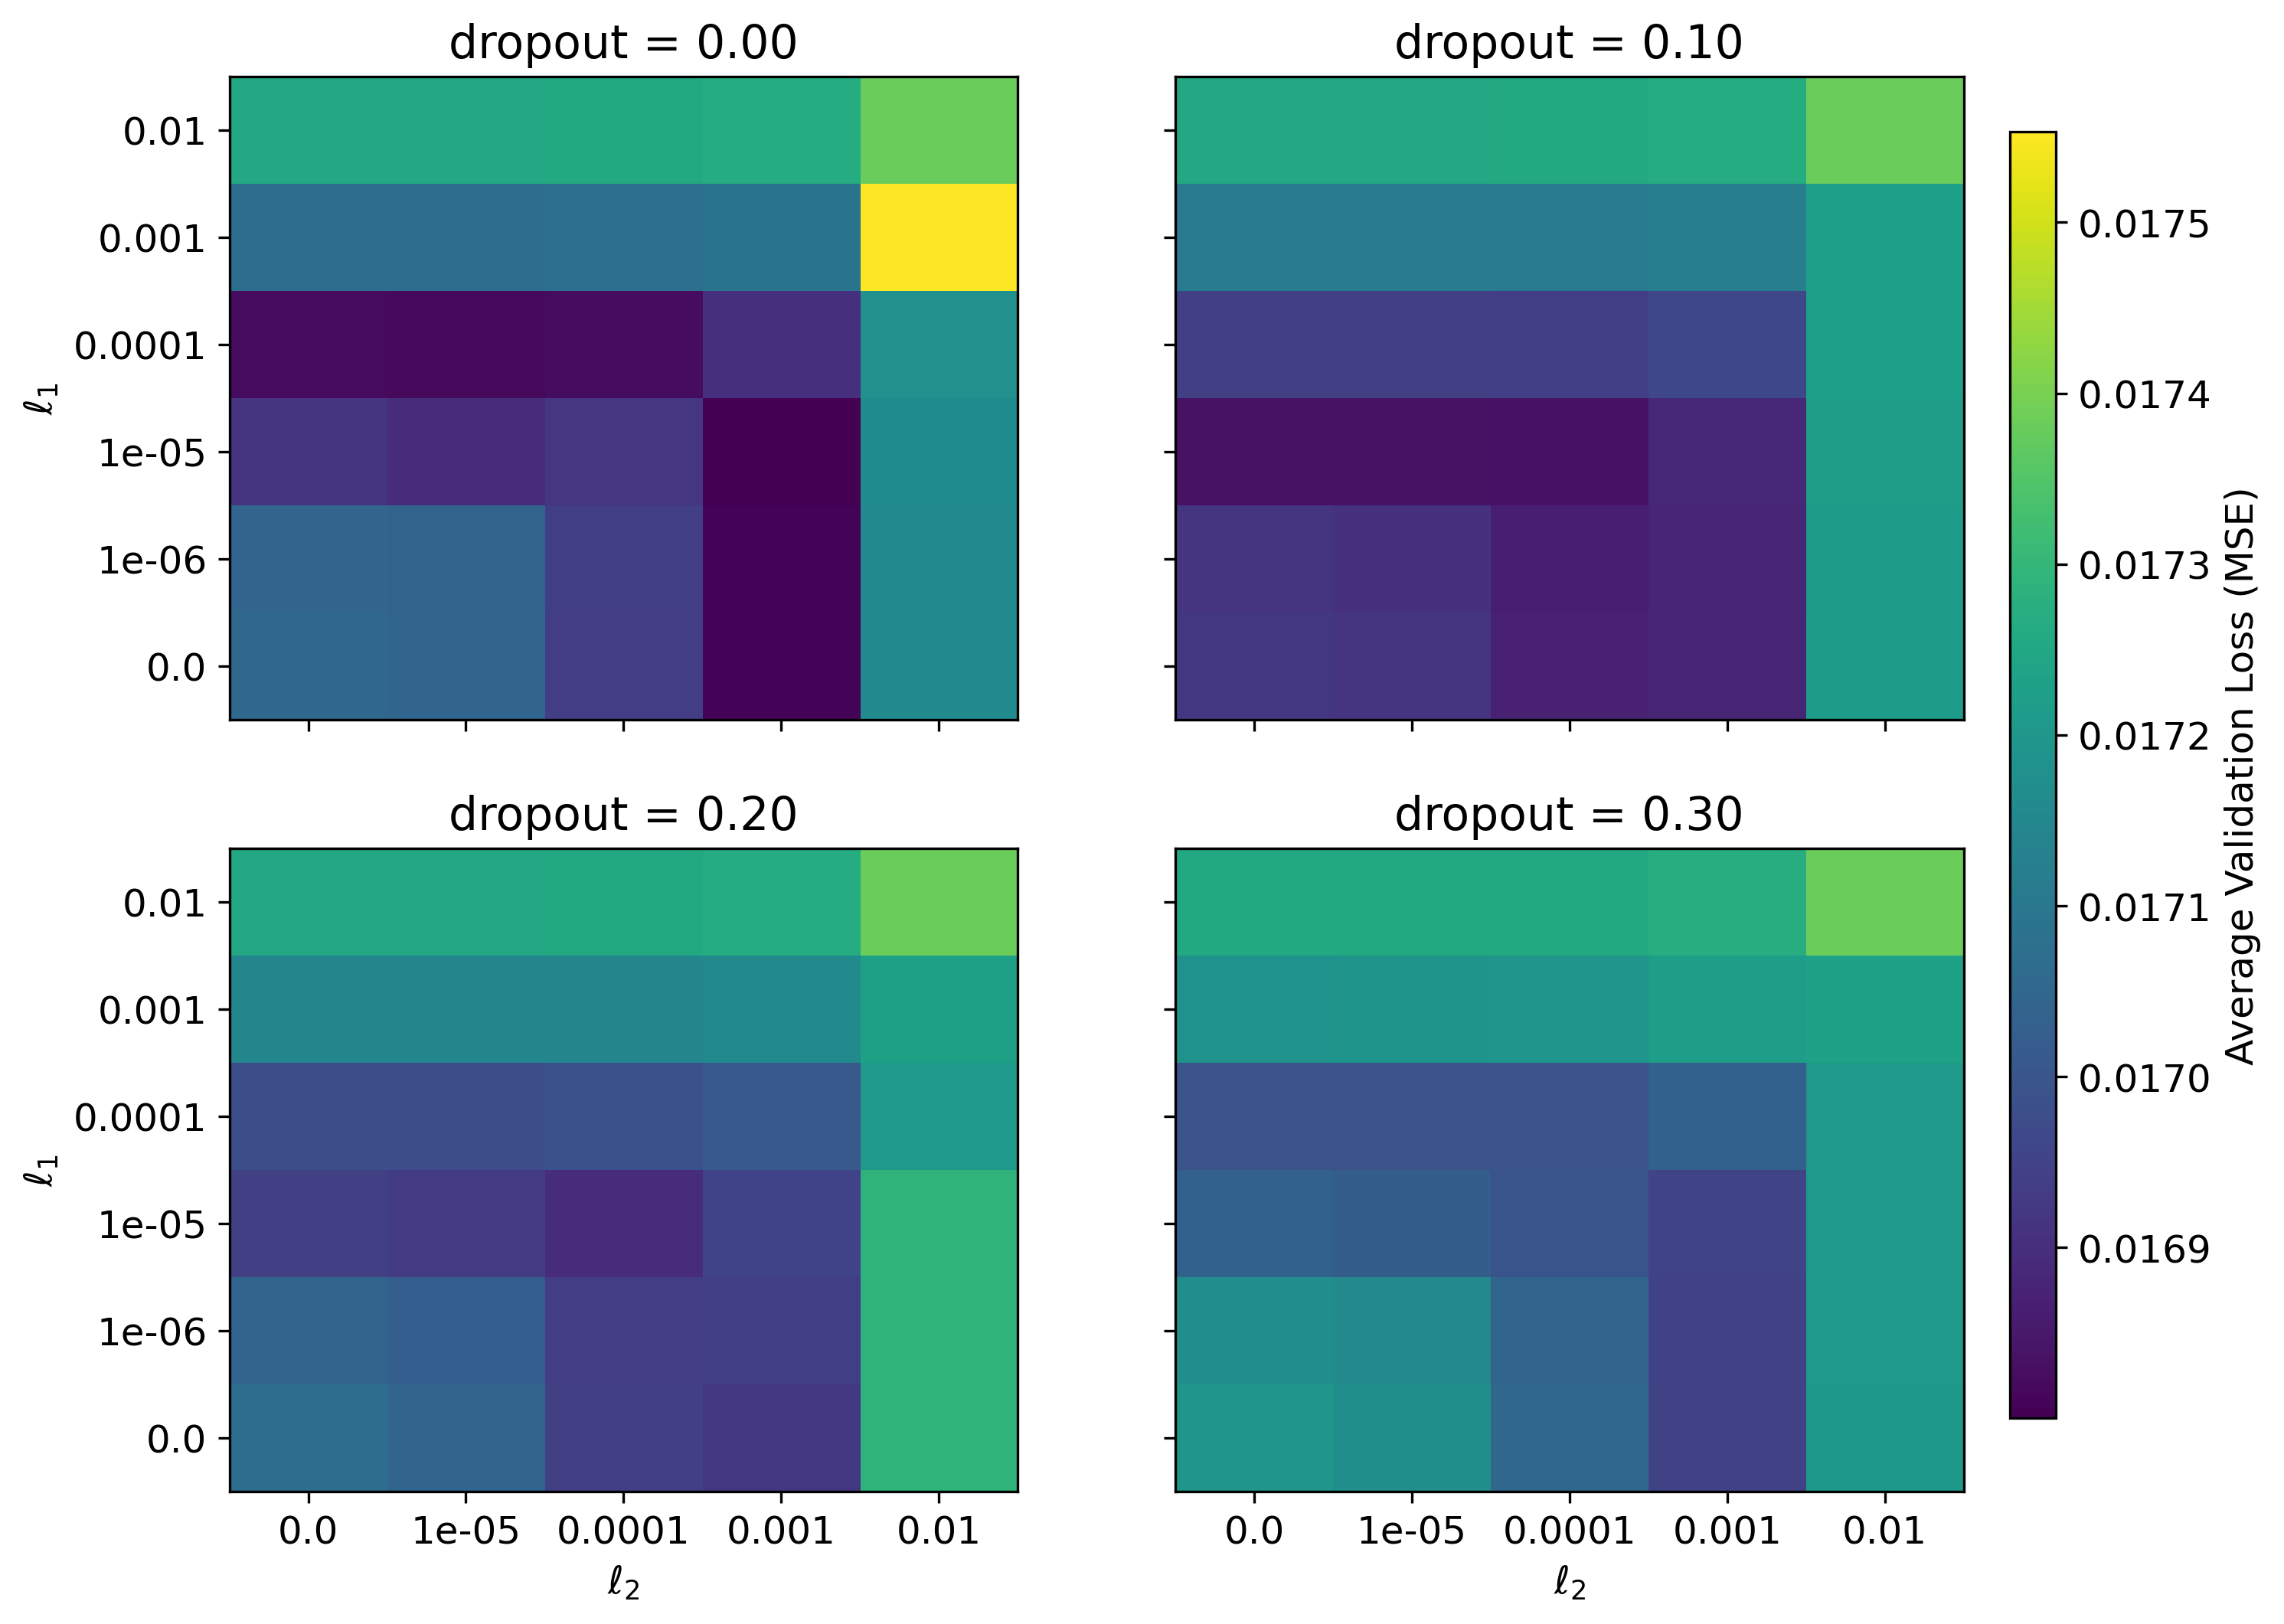 dropout = 0.00
dropout = 0.10
0.01
0.001
0.0001
1e-05
1e-06
0.0
ℓ1
dropout = 0.20
dropout = 0.30
0.01
0.001
0.0001
1e-05
1e-06
0.0
ℓ1
0.0 1e-05 0.0001 0.001 0.01
ℓ2
0.0 1e-05 0.0001 0.001 0.01
ℓ2
0.0175
0.0174
0.0173
0.0172
0.0171
0.0170
0.0169
Average Validation Loss (MSE)